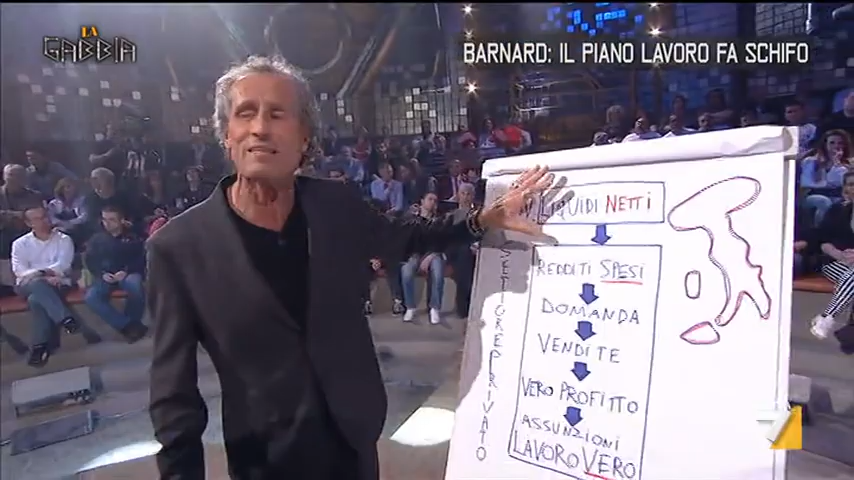 LA
GABBIA
BARNARD: IL PIANO LAVORO FA SCHIFO
LIQUIDI NETTI
REDDITI SPESI
DOMANDA
VENDITE
VERO PROFITTO
ASSUNZIONI
LAVORO VERO
SETTORE PRIVATO
7